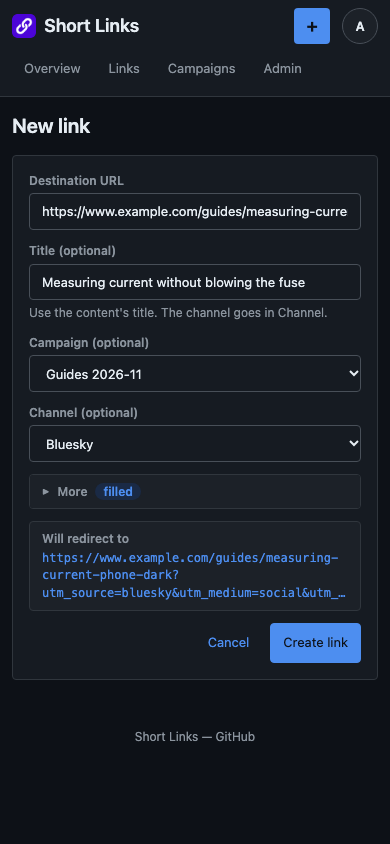 Short Links
+
A
Overview
Links
Campaigns
Admin
New link
Destination URL
https://www.example.com/guides/measuring-curre
Title (optional)
Measuring current without blowing the fuse
Use the content's title. The channel goes in Channel.
Campaign (optional)
Guides 2026-11
Channel (optional)
Bluesky
More filled
Will redirect to
https://www.example.com/guides/measuring-
current-phone-dark?
utm_source=bluesky&utm_medium=social&utm_…
Cancel
Create link
Short Links — GitHub